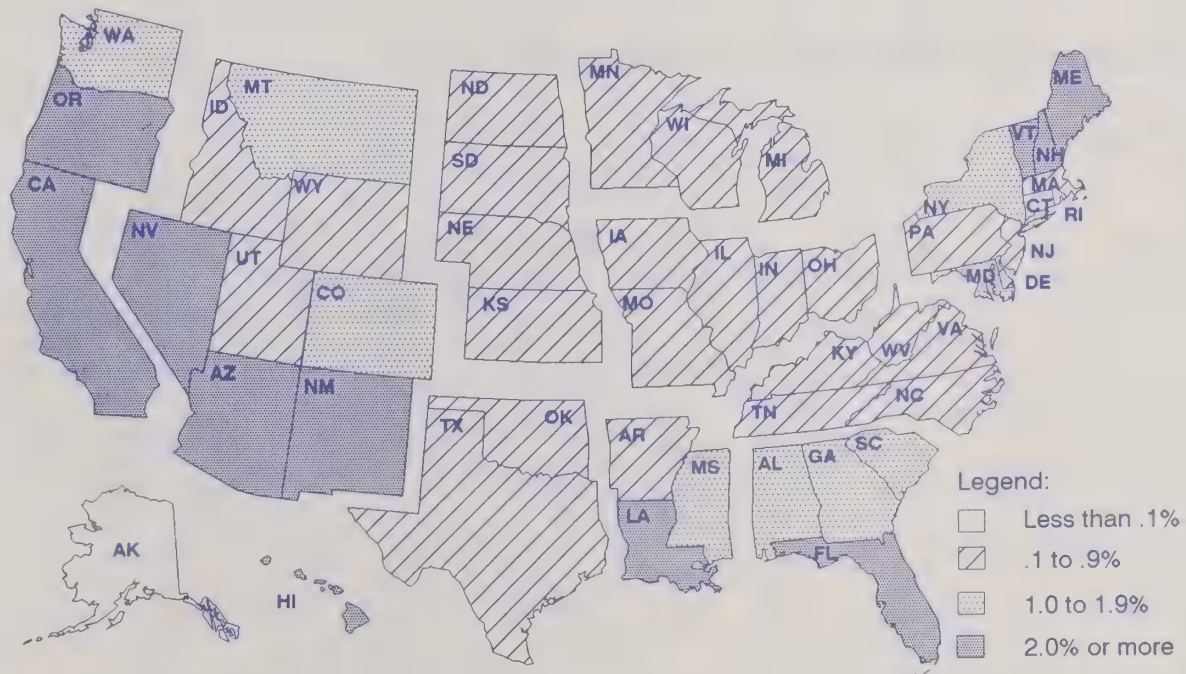 WA
OR
ID
MT
ND
MN
WI
MI
ME
VT
NH
MA
CT
RI
NY
PA
NJ
MD
DE
CA
NV
UT
WY
SD
NE
CO
KS
IA
IL
IN
OH
MO
KY
WV
VA
NC
TN
AZ
NM
TX
OK
AR
LA
MS
AL
GA
SC
FL
AK
HI
Legend:
Less than .1%
.1 to .9%
1.0 to 1.9%
2.0% or more